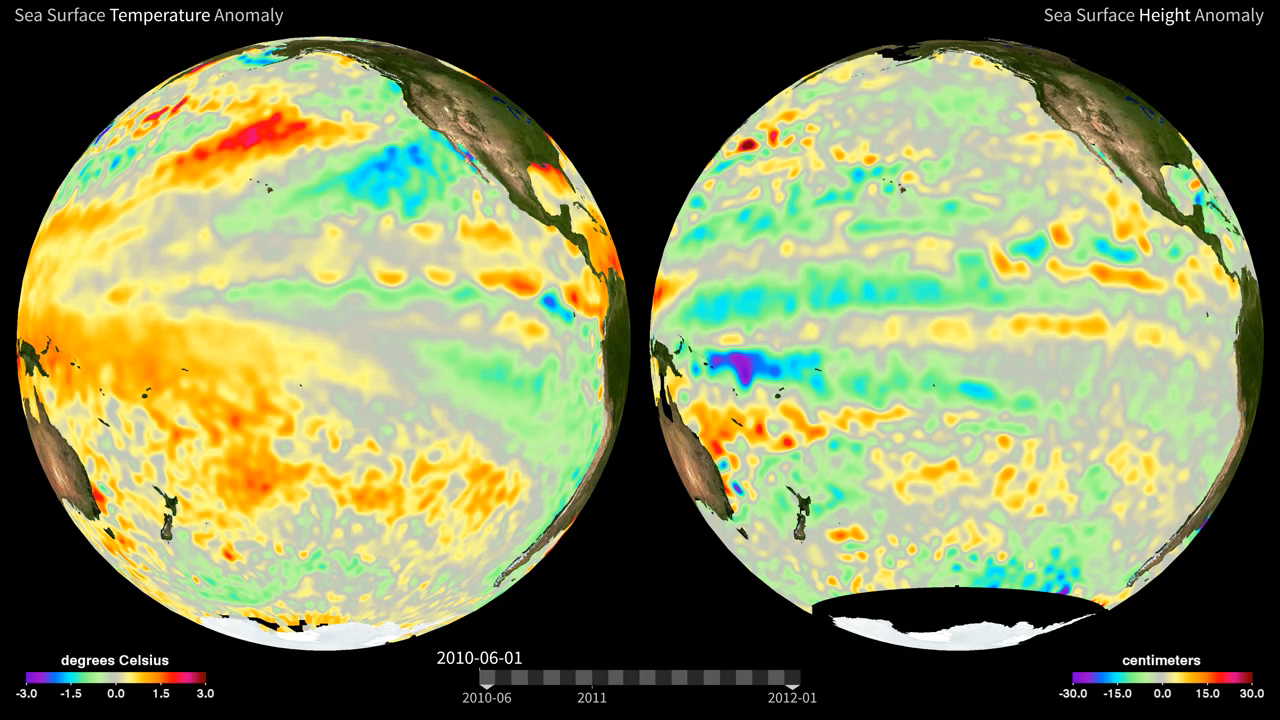 Sea Surface Temperature Anomaly
Sea Surface Height Anomaly
degrees Celsius
-3.0 -1.5 0.0 1.5 3.0
2010-06-01
2010-06 2011 2012-01
centimeters
-30.0 -15.0 0.0 15.0 30.0